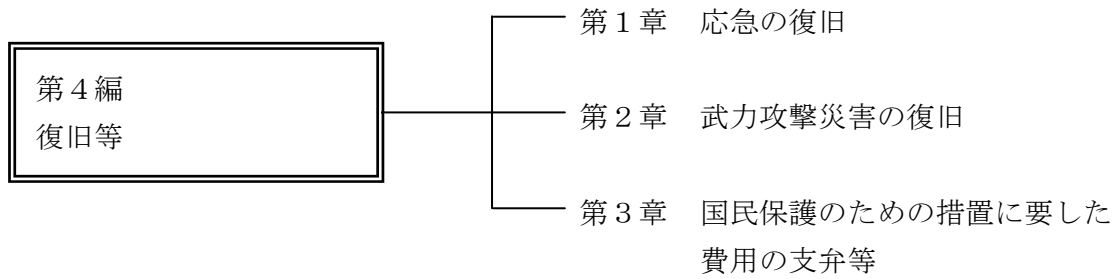 第４編
復旧等
第１章　応急の復旧
第２章　武力攻撃災害の復旧
第３章　国民保護のための措置に要した
費用の支弁等